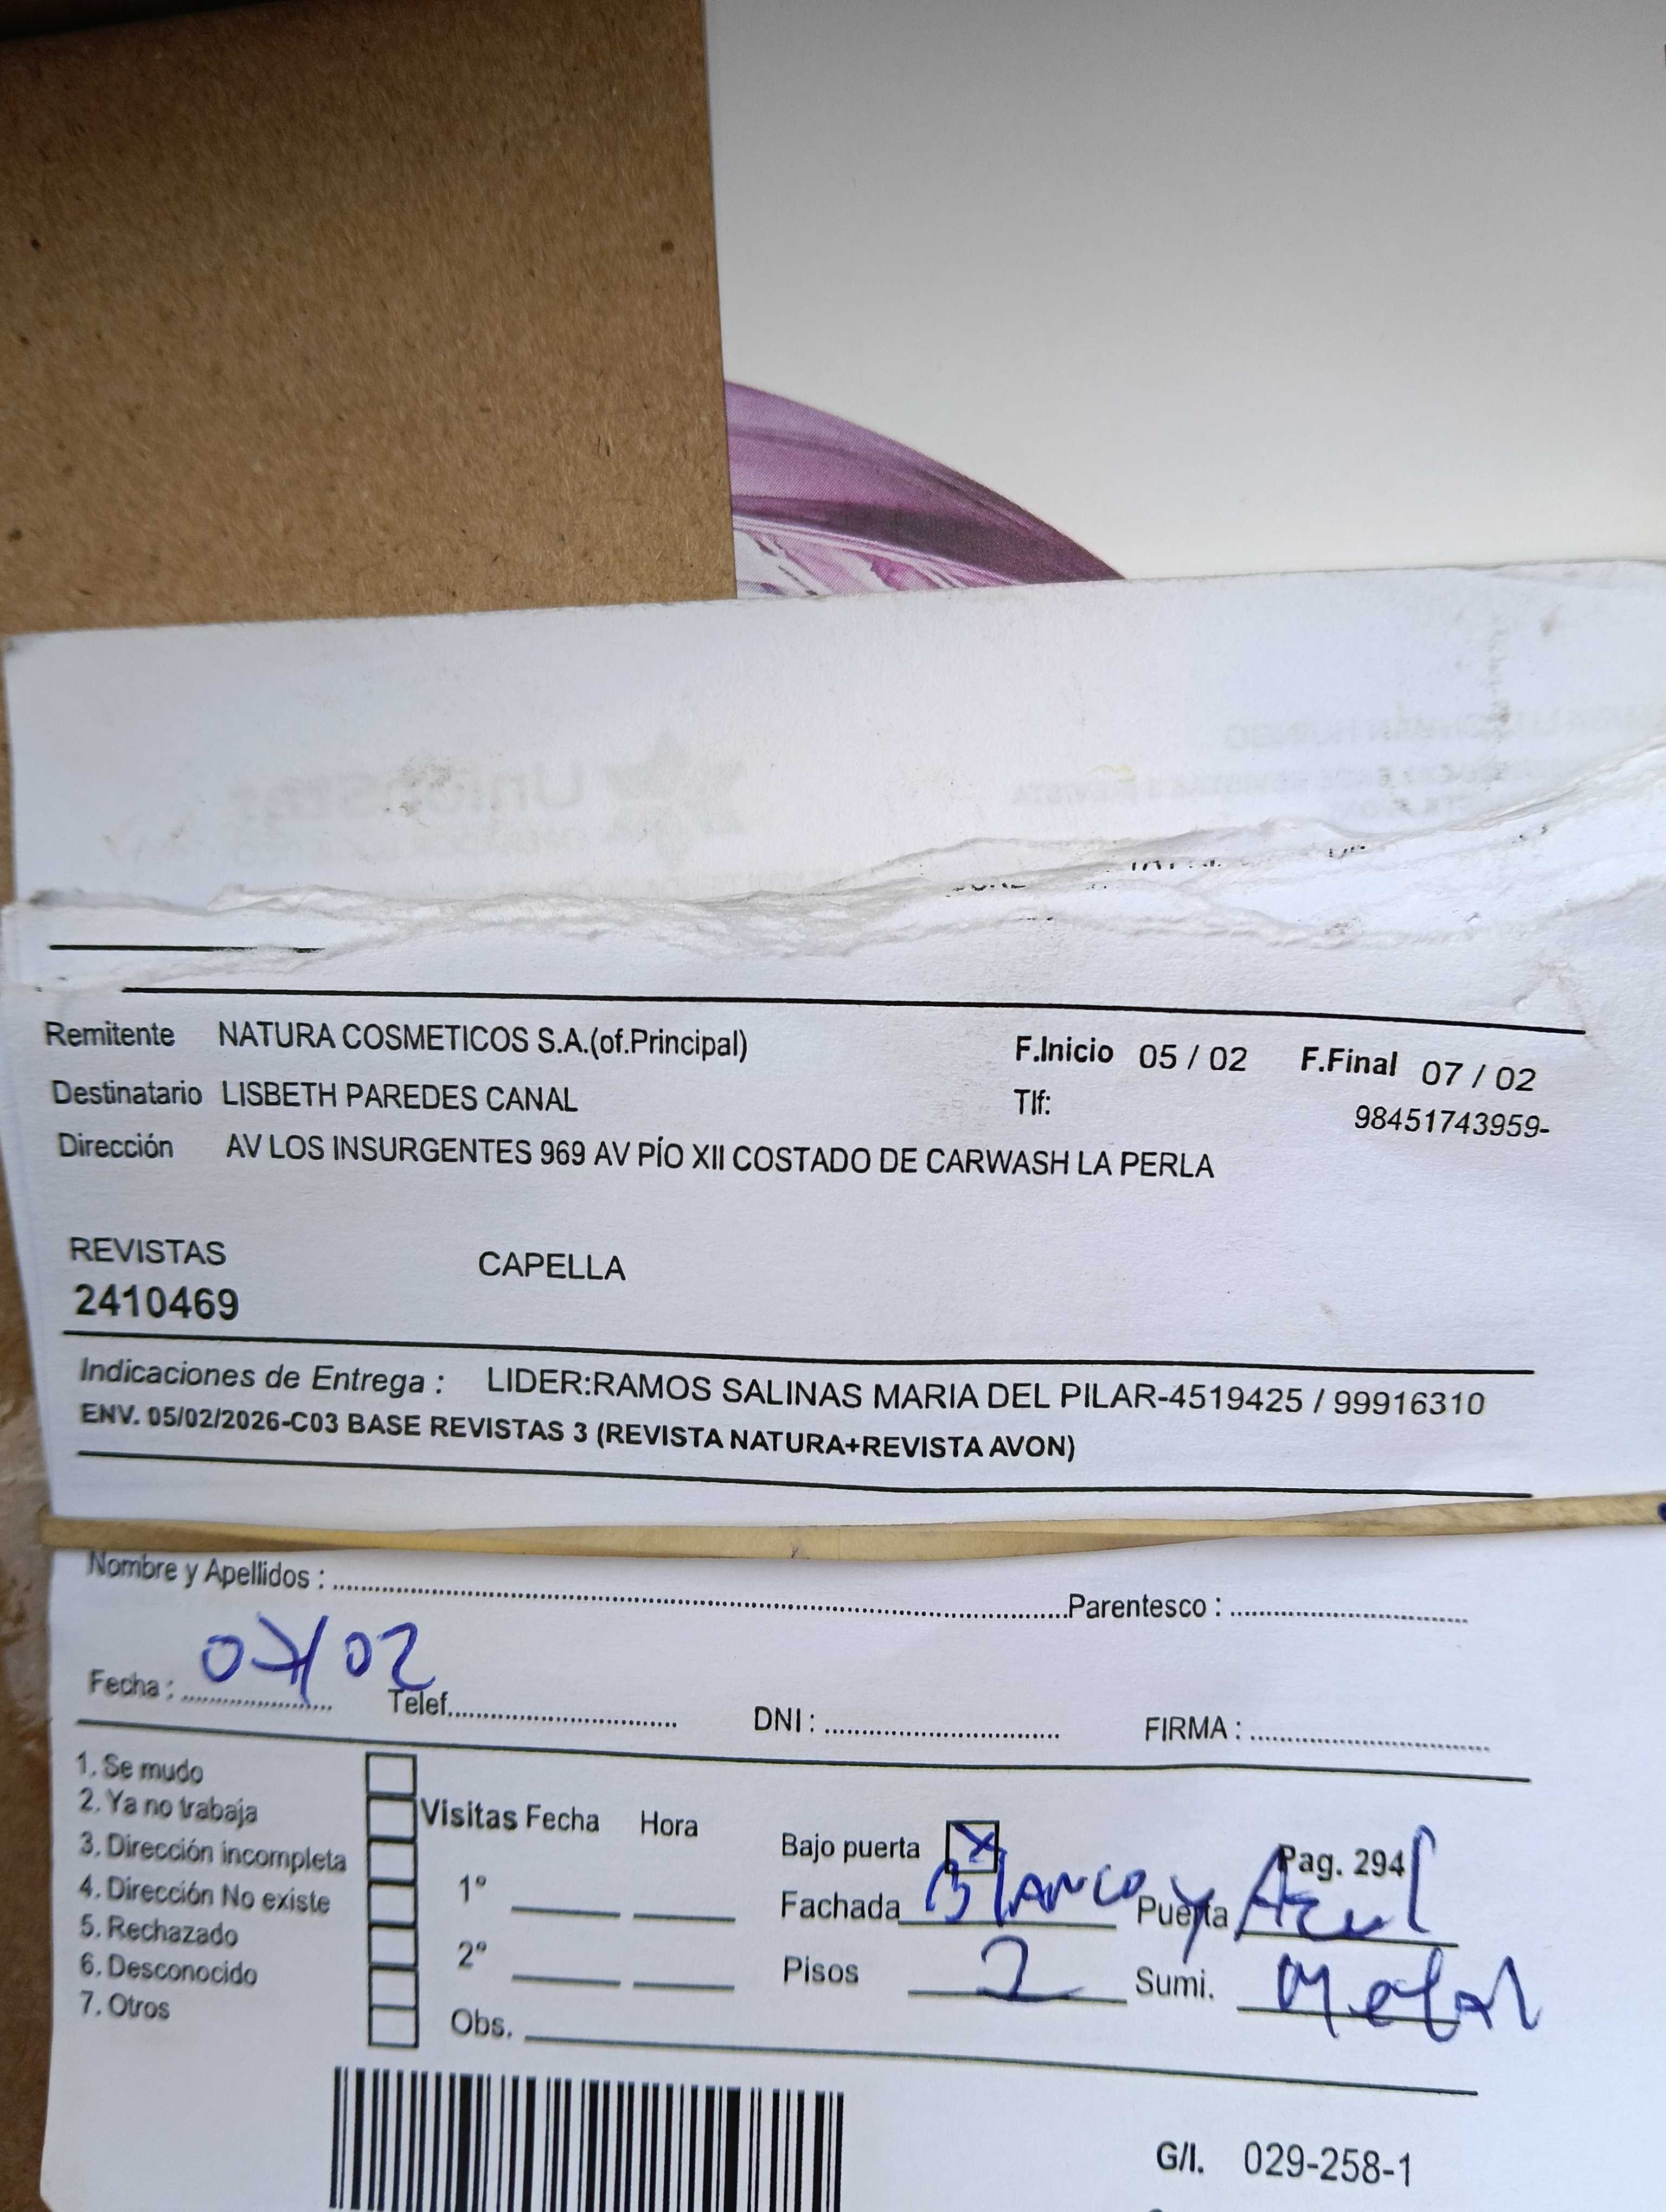 Remitente NATURA COSMETICOS S.A.(of.Principal) F.Inicio 05 / 02 F.Final 07 / 02
Destinatario LISBETH PAREDES CANAL Tlf: 98451743959-
Dirección AV LOS INSURGENTES 969 AV PÍO XII COSTADO DE CARWASH LA PERLA
REVISTAS CAPELLA
2410469
Indicaciones de Entrega : LIDER:RAMOS SALINAS MARIA DEL PILAR-4519425 / 99916310
ENV. 05/02/2026-C03 BASE REVISTAS 3 (REVISTA NATURA+REVISTA AVON)
Nombre y Apellidos : Parentesco :
Fecha : 07/02 Telef. DNI : FIRMA :
1. Se mudo
2. Ya no trabaja
3. Dirección incompleta
4. Dirección No existe
5. Rechazado
6. Desconocido
7. Otros
Visitas Fecha Hora
1°
2°
Obs.
Bajo puerta X Pag. 294
Fachada Blanco y Puerta Azul
Pisos 2 Sumi. Metal
G/I. 029-258-1